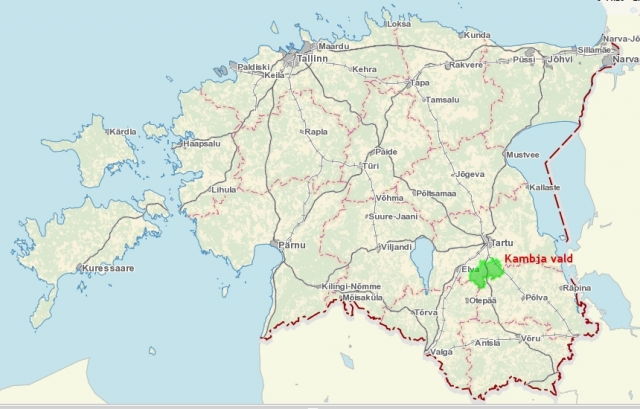 Loksa
Kunda
Narva-Jõ
Maardu
Sillamäe
Tallinn
Narva
Paldiski
Keila
Kehra
Rakvere
Püssi
Jõhvi
Tapa
Tamsalu
Kärdla
Rapla
Haapsalu
Paide
Türi
Mustvee
Jõgeva
Lihula
Võhma
Põltsamaa
Kallaste
Suure-Jaani
Pärnu
Viljandi
Tartu
Kambja vald
Elva
Kuressaare
Kilingi-Nõmme
Räpina
Mõisaküla
Otepää
Põlva
Tõrva
Antsla
Võru
Valga